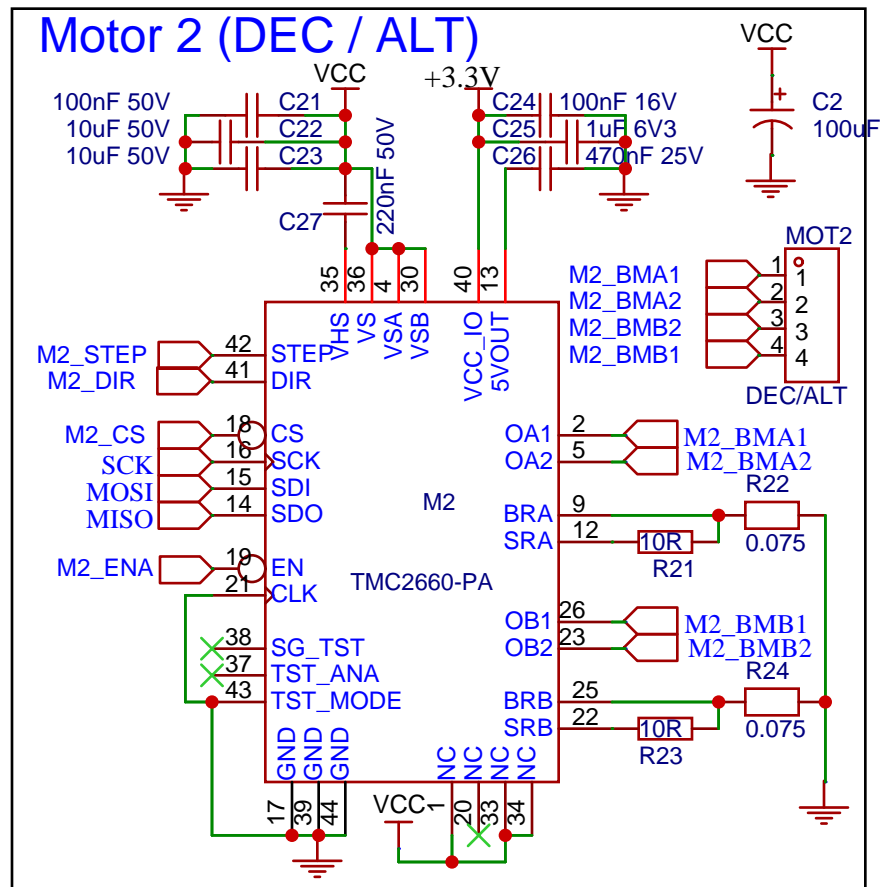 Motor 2 (DEC / ALT)
VCC
+3.3V
VCC
100nF 50V
C21
10uF 50V
C22
10uF 50V
C23
C27
220nF 50V
C24
100nF 16V
C25
1uF 6V3
C26
470nF 25V
C2
100uF
MOT2
M2_BMA1
1
1
M2_BMA2
2
2
M2_BMB2
3
3
M2_BMB1
4
4
DEC/ALT
35
36
4
30
40
13
VHS
VS
VSA
VSB
VCC_IO
5VOUT
M2_STEP
42
STEP
M2_DIR
41
DIR
M2_CS
18
CS
SCK
16
SCK
MOSI
15
SDI
MISO
14
SDO
M2_ENA
19
EN
21
CLK
38
SG_TST
37
TST_ANA
43
TST_MODE
M2
TMC2660-PA
OA1
2
M2_BMA1
OA2
5
M2_BMA2
R22
BRA
9
0.075
SRA
12
10R
R21
OB1
26
M2_BMB1
OB2
23
M2_BMB2
R24
BRB
25
0.075
SRB
22
10R
R23
GND
GND
GND
NC
NC
NC
NC
17
39
44
VCC
1
20
33
34